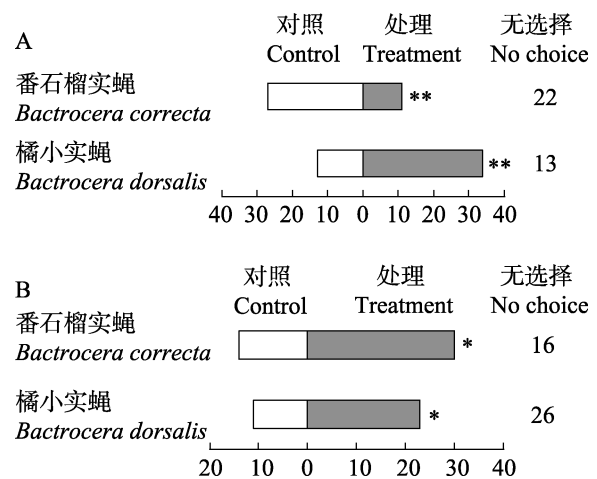 A
对照 处理 无选择
Control Treatment No choice
番石榴实蝇
Bactrocera correcta ** 22
橘小实蝇
Bactrocera dorsalis ** 13
40 30 20 10 0 10 20 30 40
B
对照 处理 无选择
Control Treatment No choice
番石榴实蝇
Bactrocera correcta * 16
橘小实蝇
Bactrocera dorsalis * 26
20 10 0 10 20 30 40